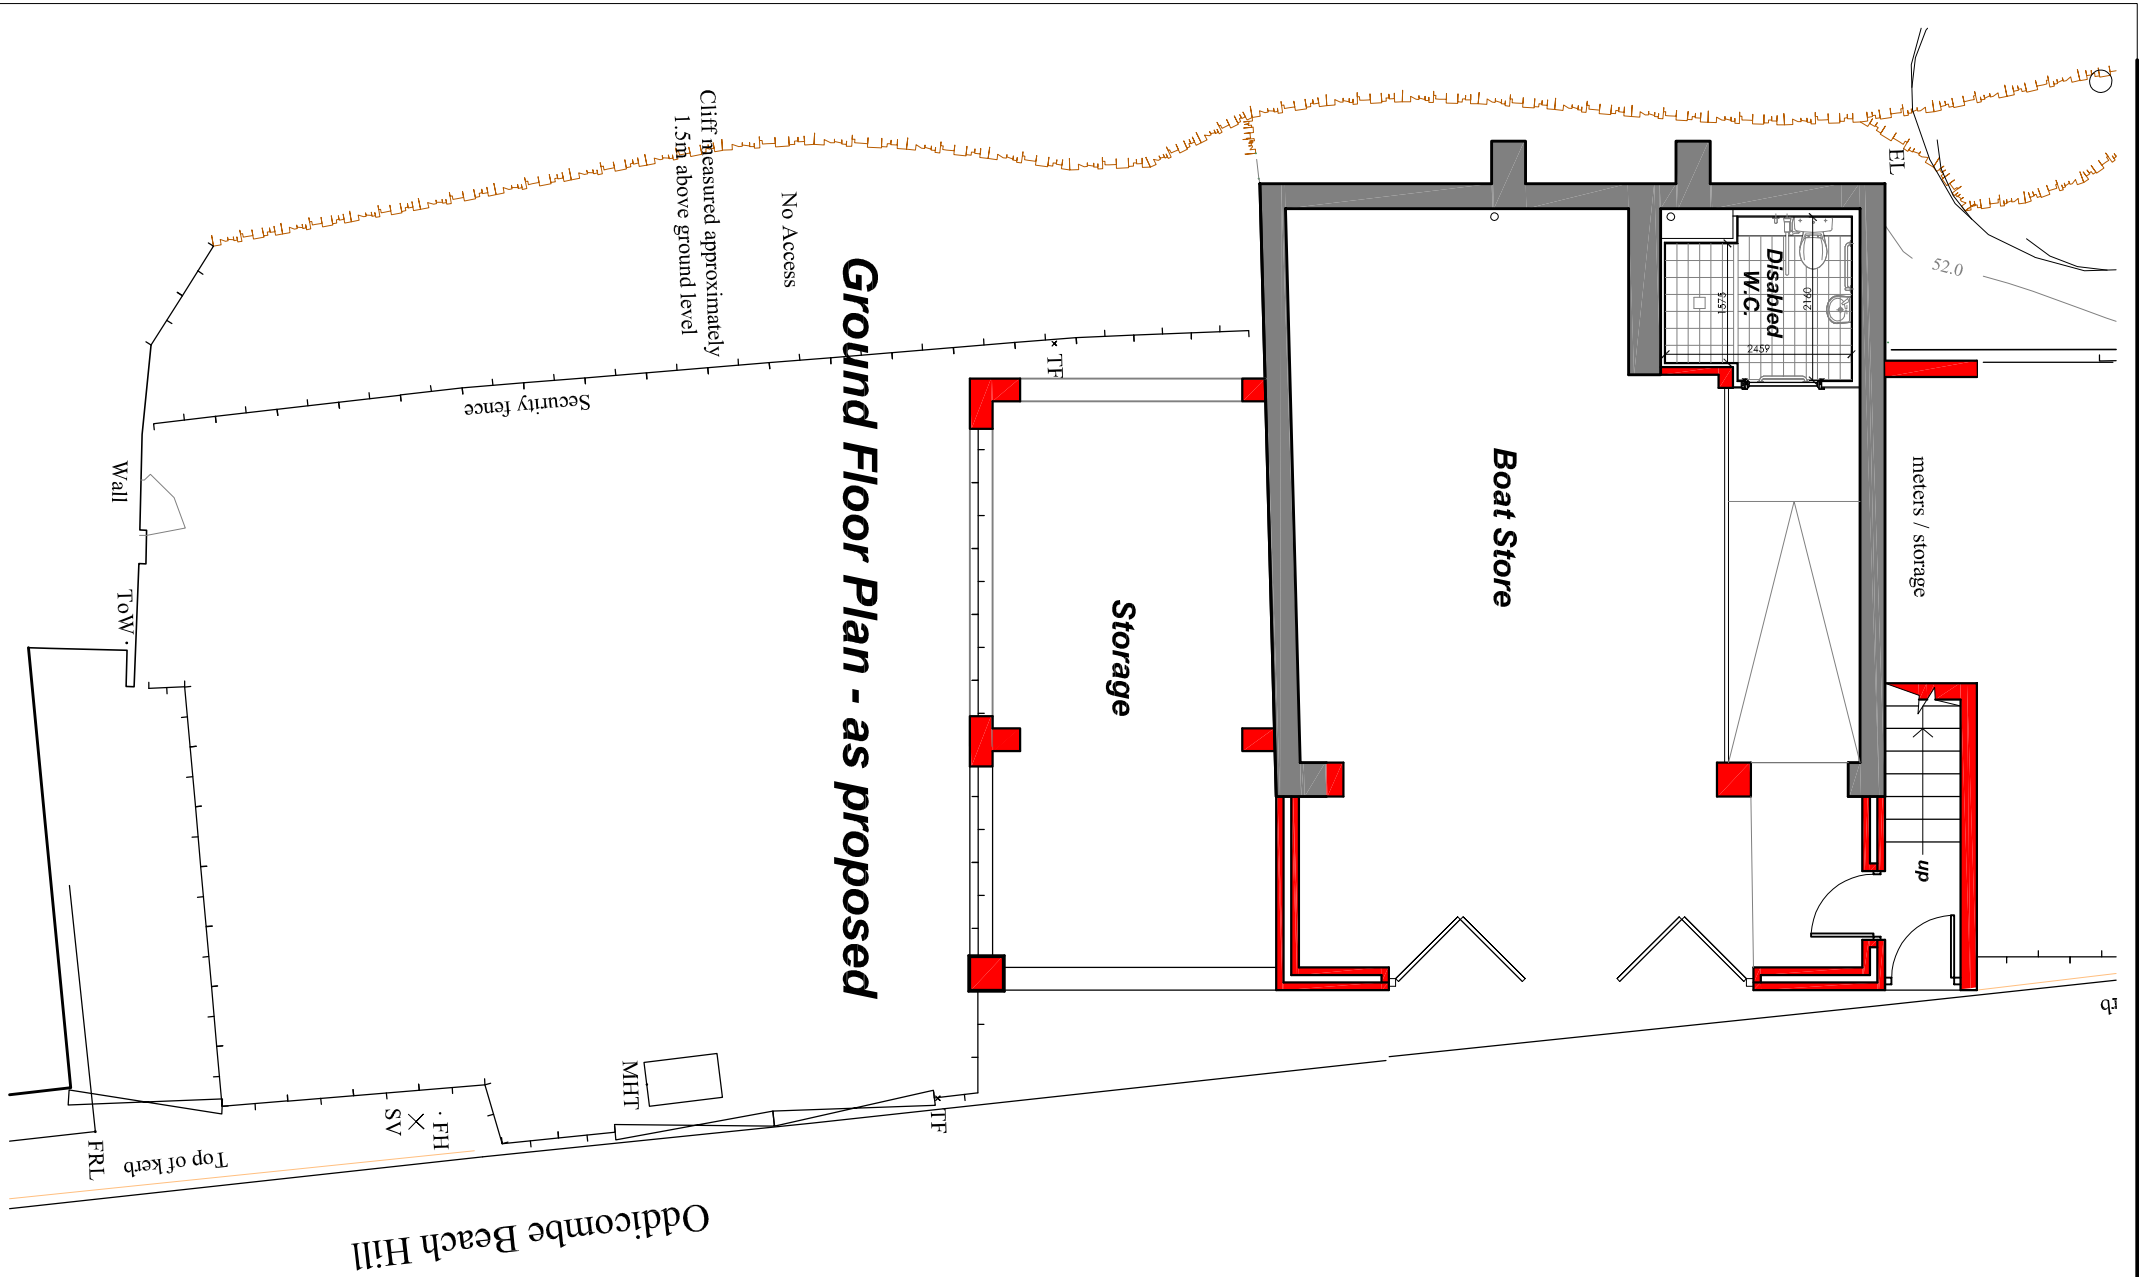 Cliff measured approximately
1.5m above ground level
No Access
Ground Floor Plan - as proposed
Security fence
Wall
ToW
TF
Storage
Boat Store
Disabled
W.C.
1575
2160
2459
EL
52.0
meters / storage
up
MHT
TF
FH
SV
FRL
Top of kerb
Oddicombe Beach Hill